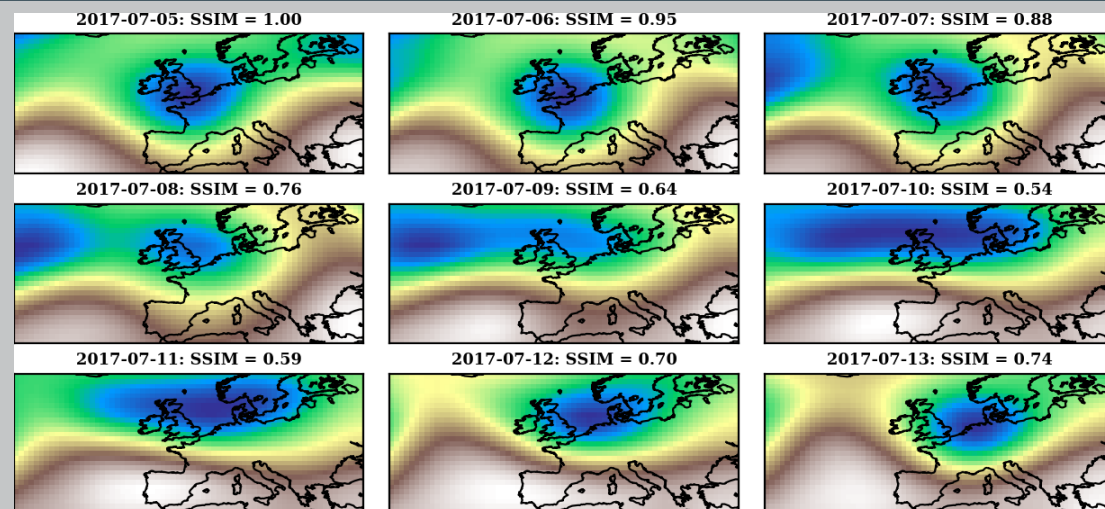 2017-07-05: SSIM = 1.00
2017-07-06: SSIM = 0.95
2017-07-07: SSIM = 0.88
2017-07-08: SSIM = 0.76
2017-07-09: SSIM = 0.64
2017-07-10: SSIM = 0.54
2017-07-11: SSIM = 0.59
2017-07-12: SSIM = 0.70
2017-07-13: SSIM = 0.74